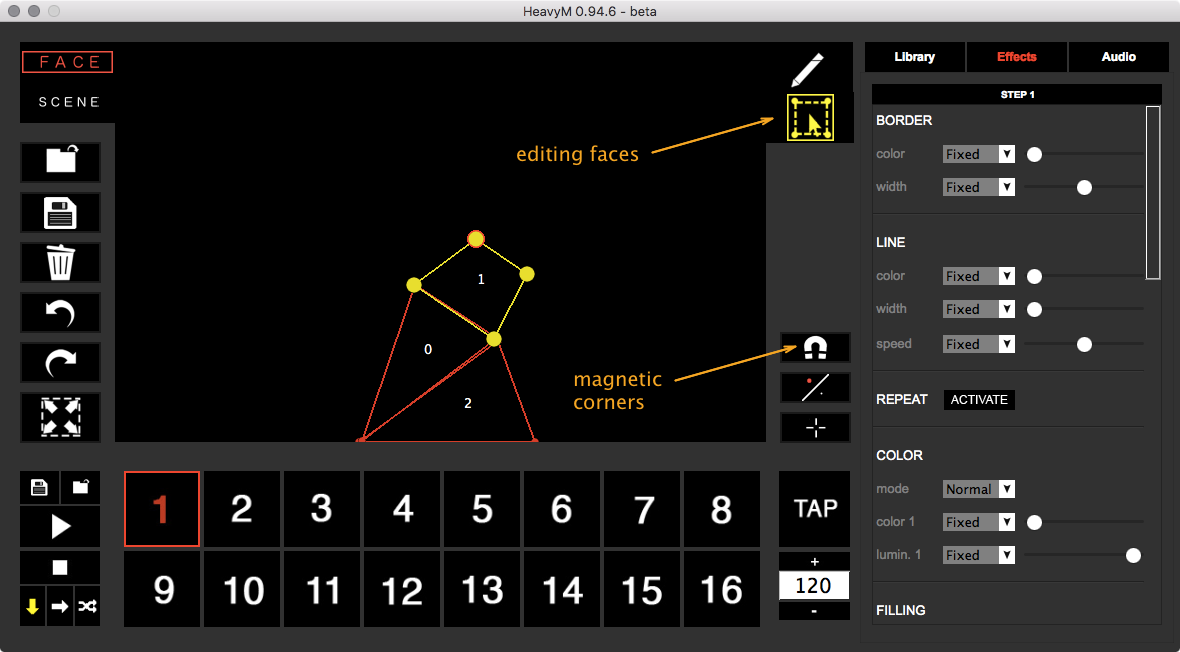 HeavyM 0.94.6 - beta
FACE
SCENE
editing faces
1
0
2
magnetic
corners
Library
Effects
Audio
STEP 1
BORDER
color Fixed
width Fixed
LINE
color Fixed
width Fixed
speed Fixed
REPEAT ACTIVATE
COLOR
mode Normal
color 1 Fixed
lumin. 1 Fixed
FILLING
1 2 3 4 5 6 7 8
9 10 11 12 13 14 15 16
TAP
+
120
-